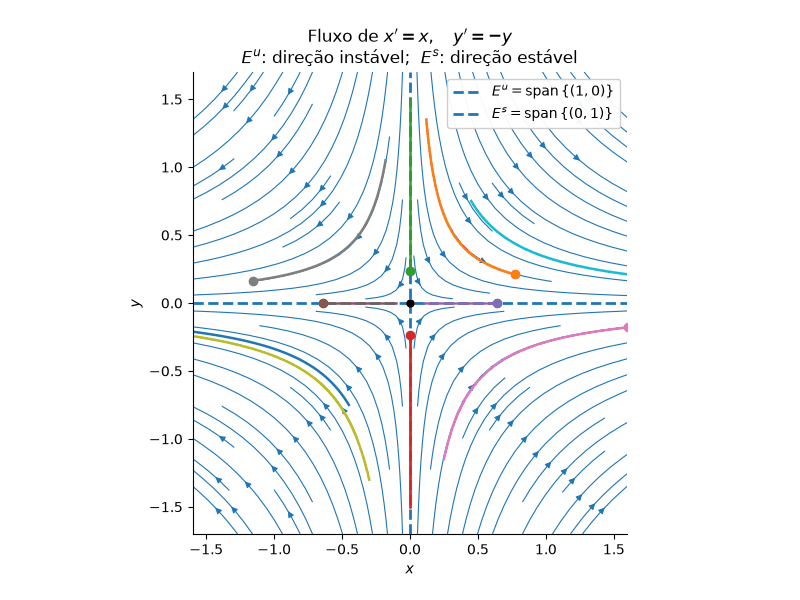 Fluxo de x′ = x, y′ = −y
Eᵘ: direção instável; Eˢ: direção estável
Eᵘ = span {(1, 0)}
Eˢ = span {(0, 1)}
1.5
1.0
0.5
0.0
−0.5
−1.0
−1.5
y
−1.5 −1.0 −0.5 0.0 0.5 1.0 1.5
x